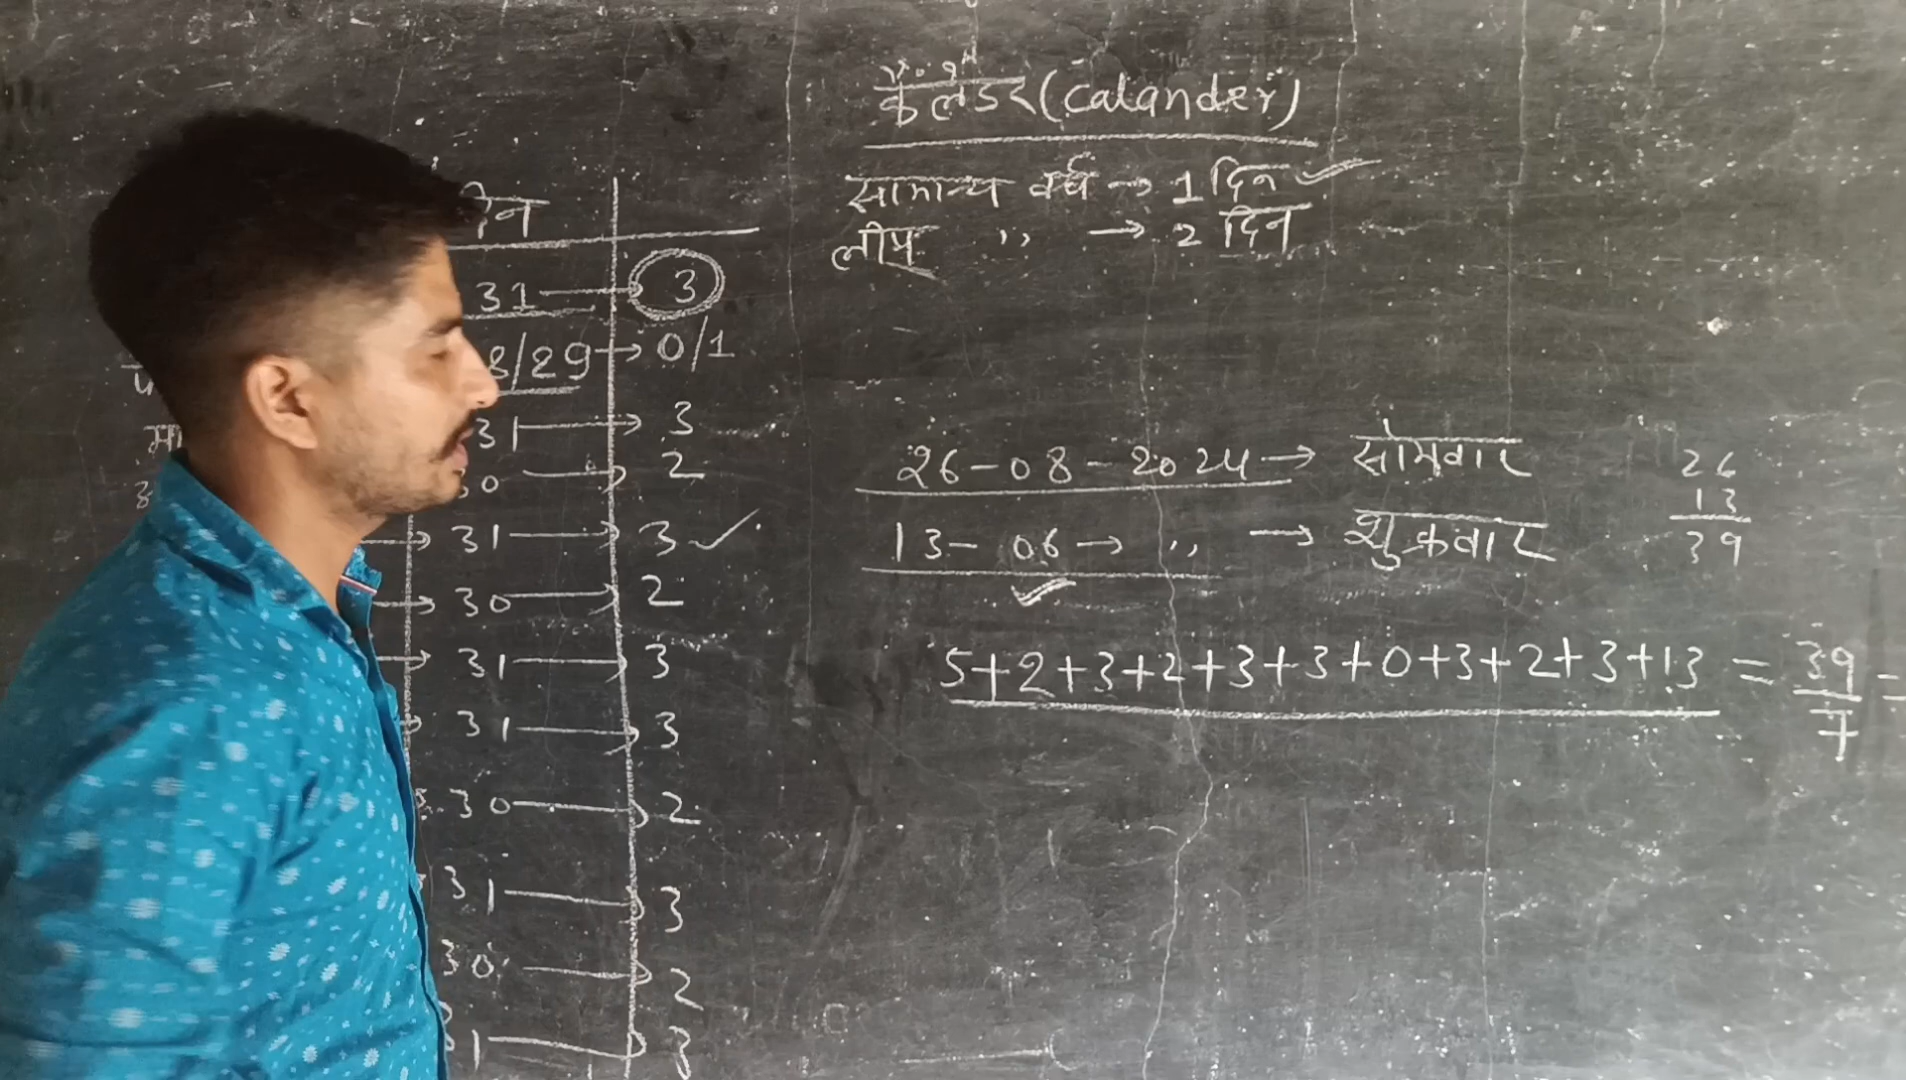 कैलेंडर (Calander)
सामान्य वर्ष → 1 दिन ✓
लीप ,, → 2 दिन
31 → 3
8/29 → 0/1
31 → 3
30 → 2
→ 31 → 3 ✓
→ 30 → 2
→ 31 → 3
→ 31 → 3
30 → 2
31 → 3
30 → 2
31 → 3
26-08-2024 → सोमवार
13-06 → ,, → शुक्रवार
✓
26
13
39
5+2+3+2+3+3+0+3+2+3+13 = 39/7 =